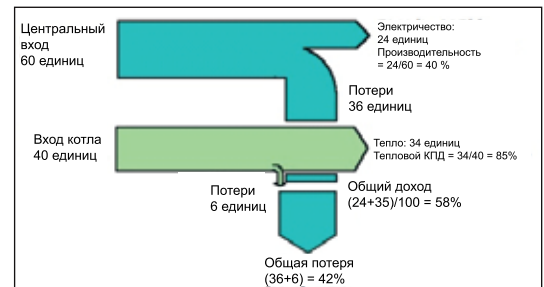 Центральный
вход
60 единиц
Электричество:
24 единиц
Производительность
= 24/60 = 40 %
Потери
36 единиц
Вход котла
40 единиц
Тепло: 34 единиц
Тепловой КПД = 34/40 = 85%
Потери
6 единиц
Общий доход
(24+35)/100 = 58%
Общая потеря
(36+6) = 42%